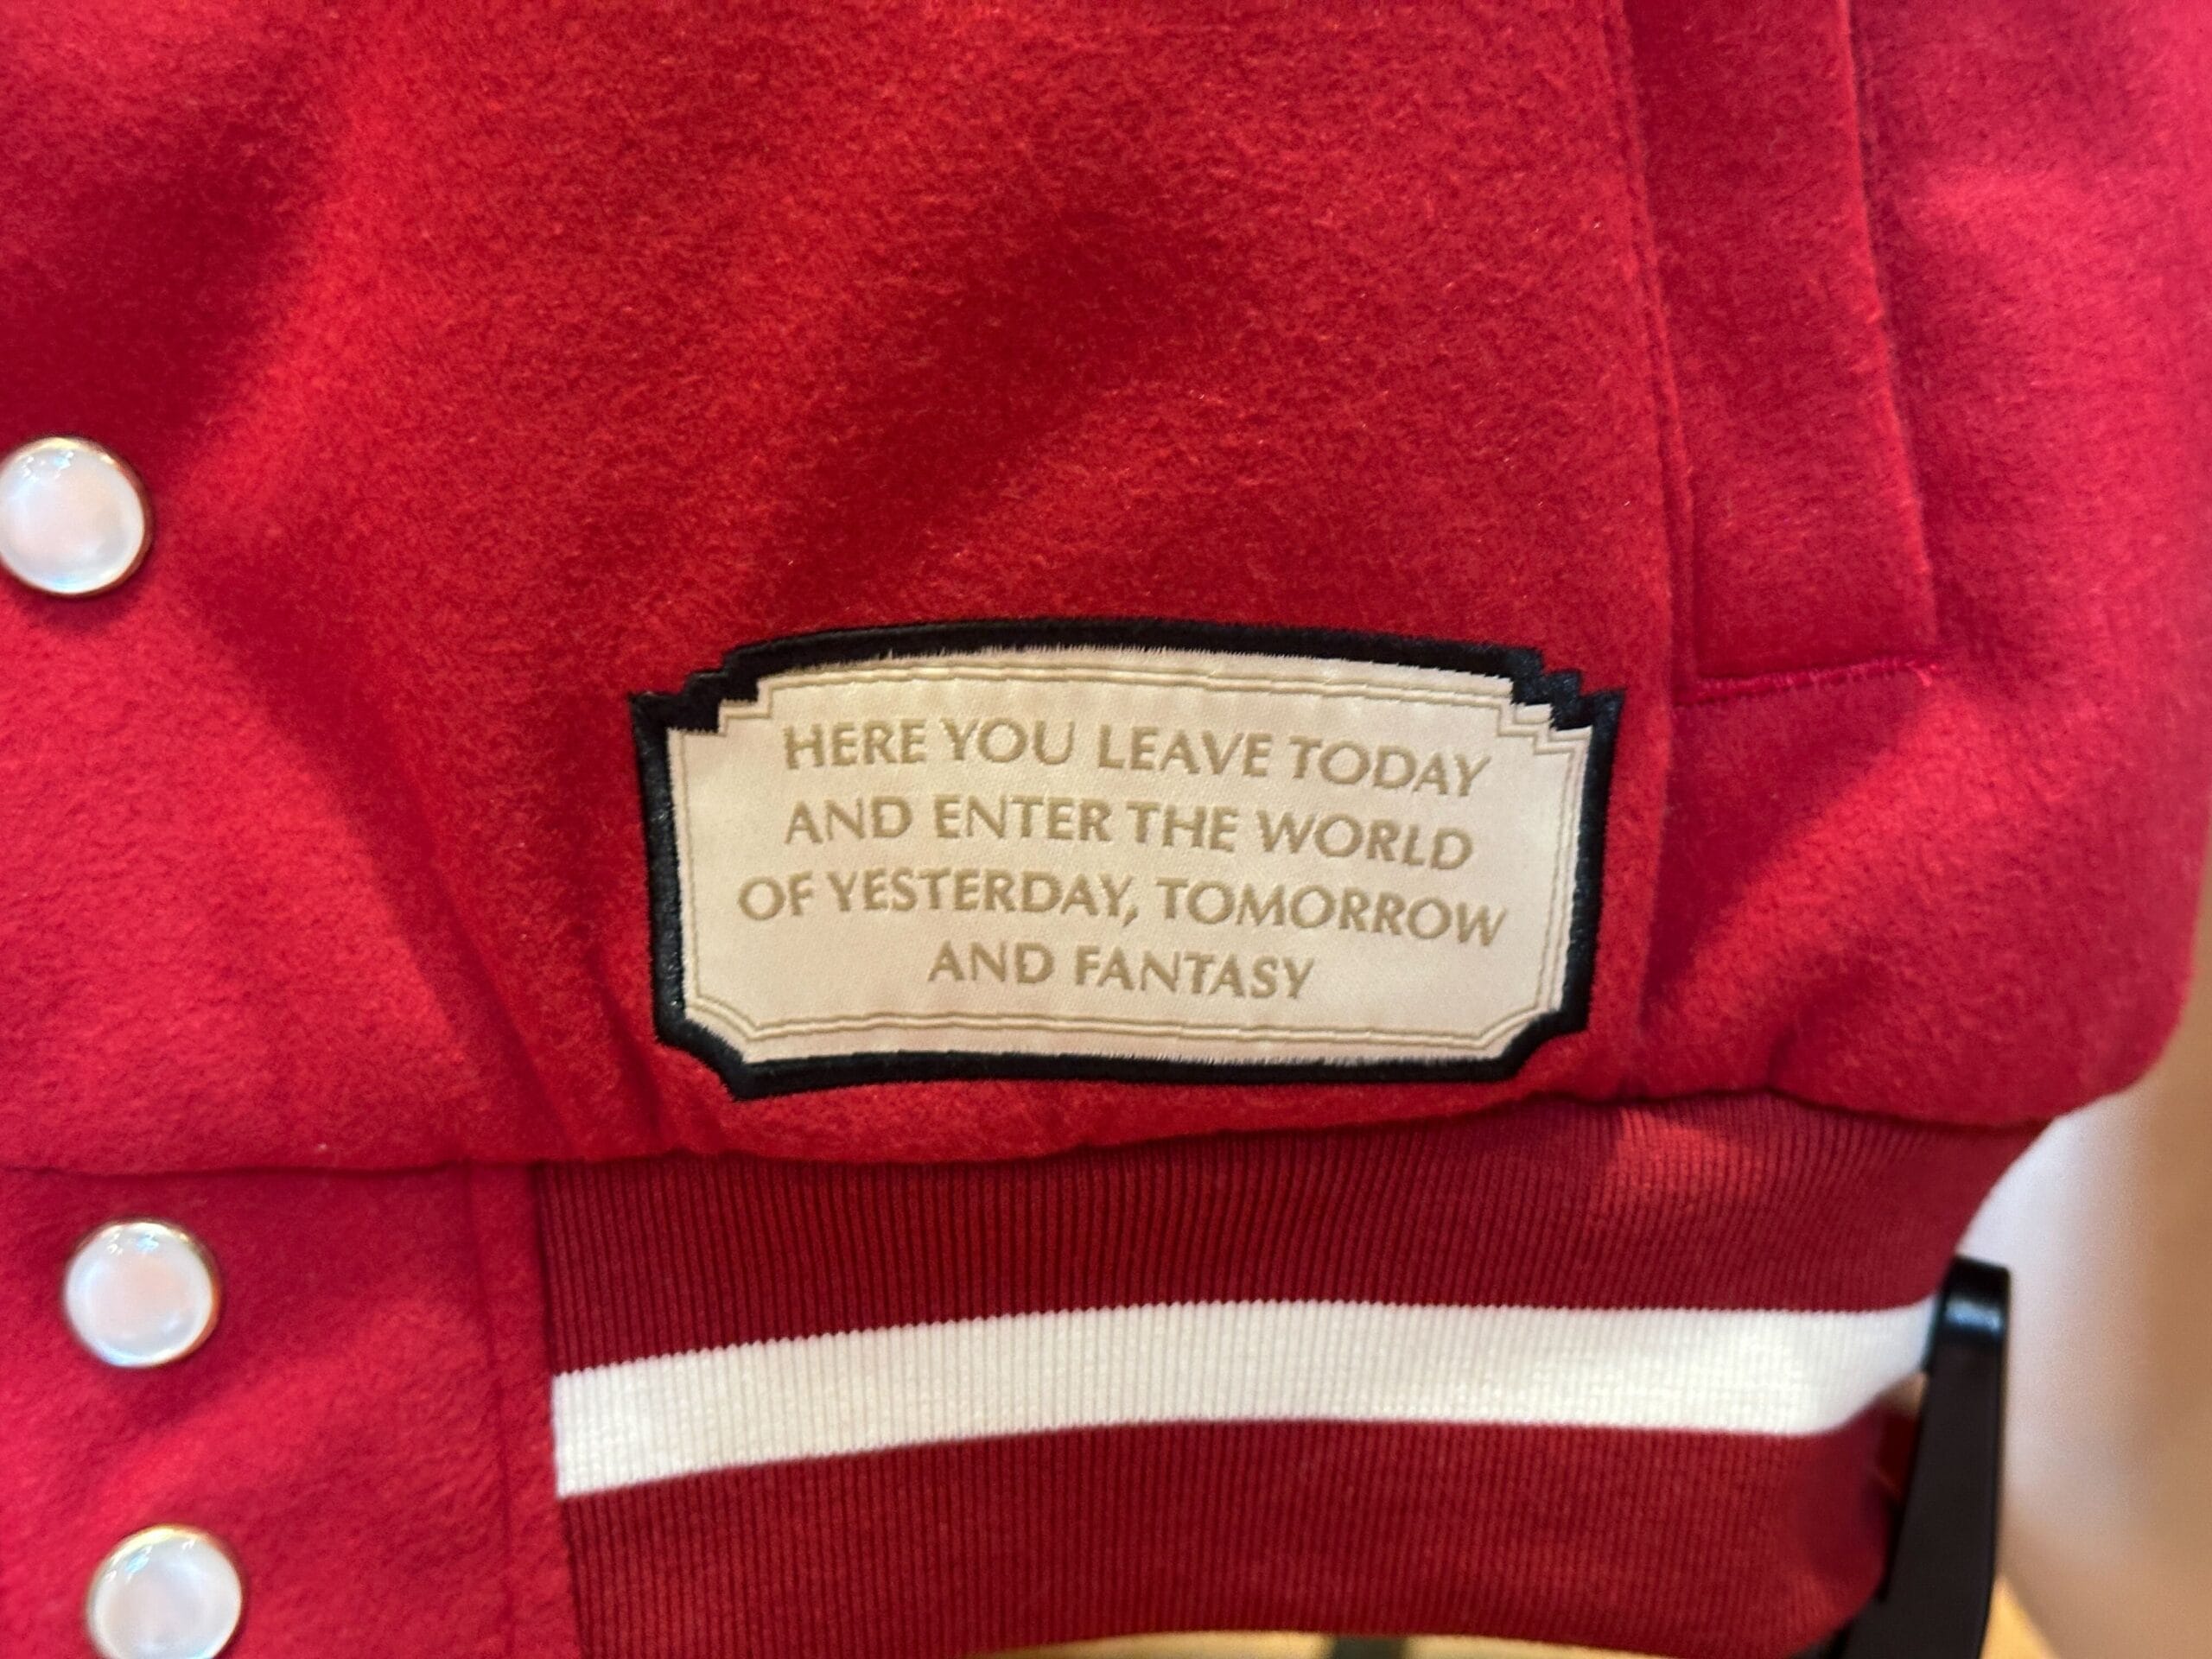 HERE YOU LEAVE TODAY
AND ENTER THE WORLD
OF YESTERDAY, TOMORROW
AND FANTASY